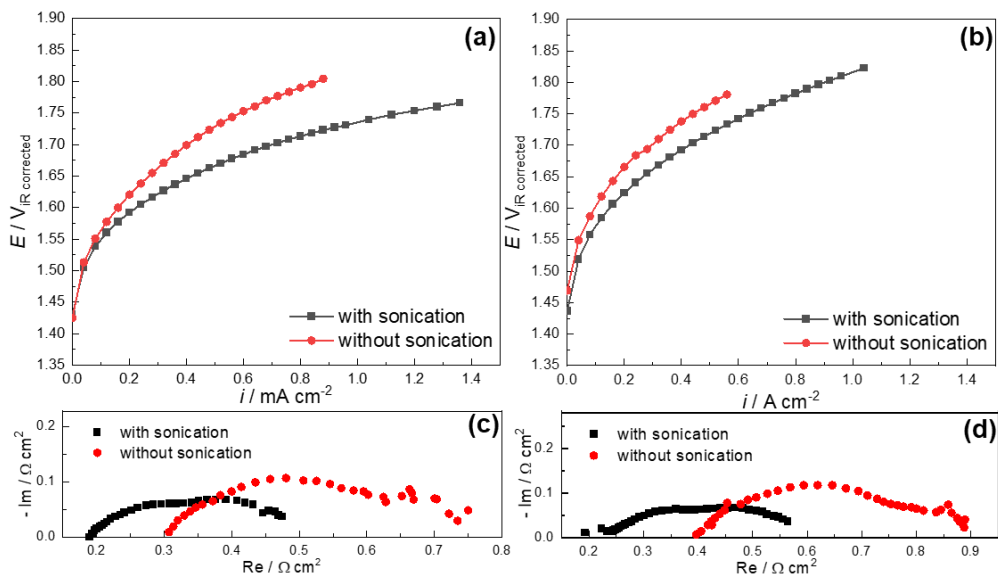 (a)
1.90
1.85
1.80
1.75
1.70
1.65
1.60
1.55
1.50
1.45
1.40
1.35
E / V iR corrected
with sonication
without sonication
0.0 0.2 0.4 0.6 0.8 1.0 1.2 1.4
i / mA cm-2
(b)
1.90
1.85
1.80
1.75
1.70
1.65
1.60
1.55
1.50
1.45
1.40
1.35
E / V iR corrected
with sonication
without sonication
0.0 0.2 0.4 0.6 0.8 1.0 1.2 1.4
i / A cm-2
(c)
0.2
0.1
0.0
- Im / Ω cm2
with sonication
without sonication
0.2 0.3 0.4 0.5 0.6 0.7 0.8
Re / Ω cm2
(d)
0.2
0.1
0.0
- Im / Ω cm2
with sonication
without sonication
0.2 0.3 0.4 0.5 0.6 0.7 0.8 0.9
Re / Ω cm2